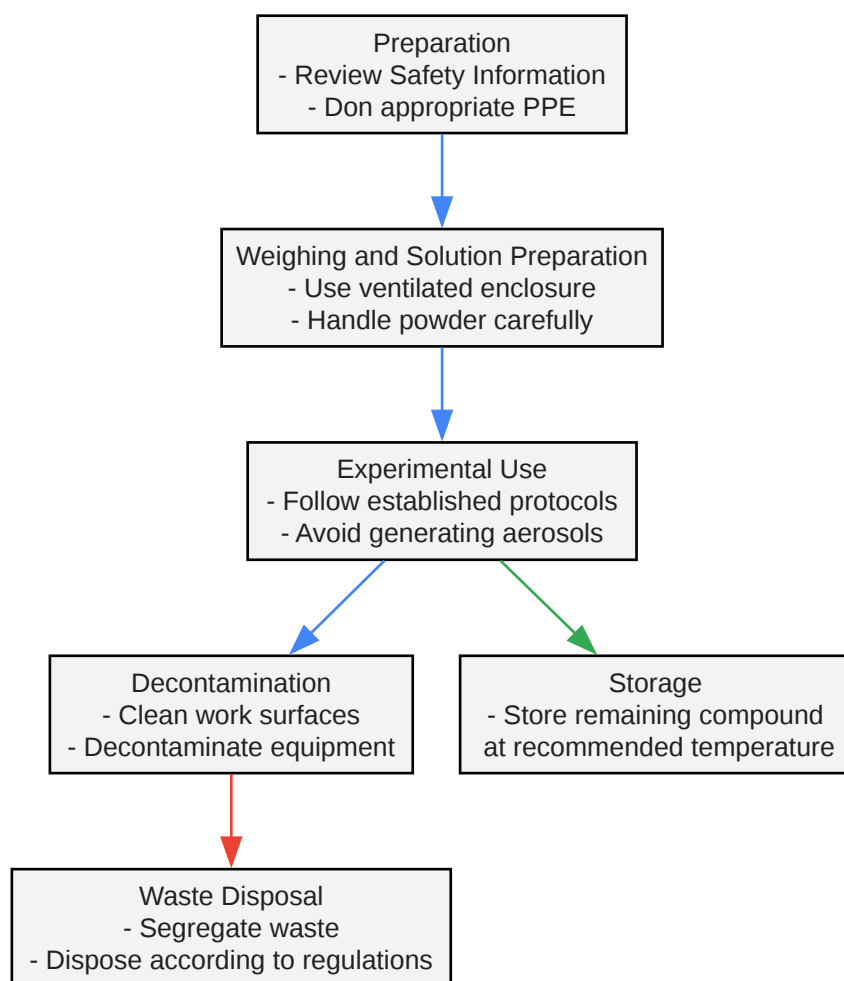 Preparation
- Review Safety Information
- Don appropriate PPE
Weighing and Solution Preparation
- Use ventilated enclosure
- Handle powder carefully
Experimental Use
- Follow established protocols
- Avoid generating aerosols
Decontamination
- Clean work surfaces
- Decontaminate equipment
Storage
- Store remaining compound
at recommended temperature
Waste Disposal
- Segregate waste
- Dispose according to regulations